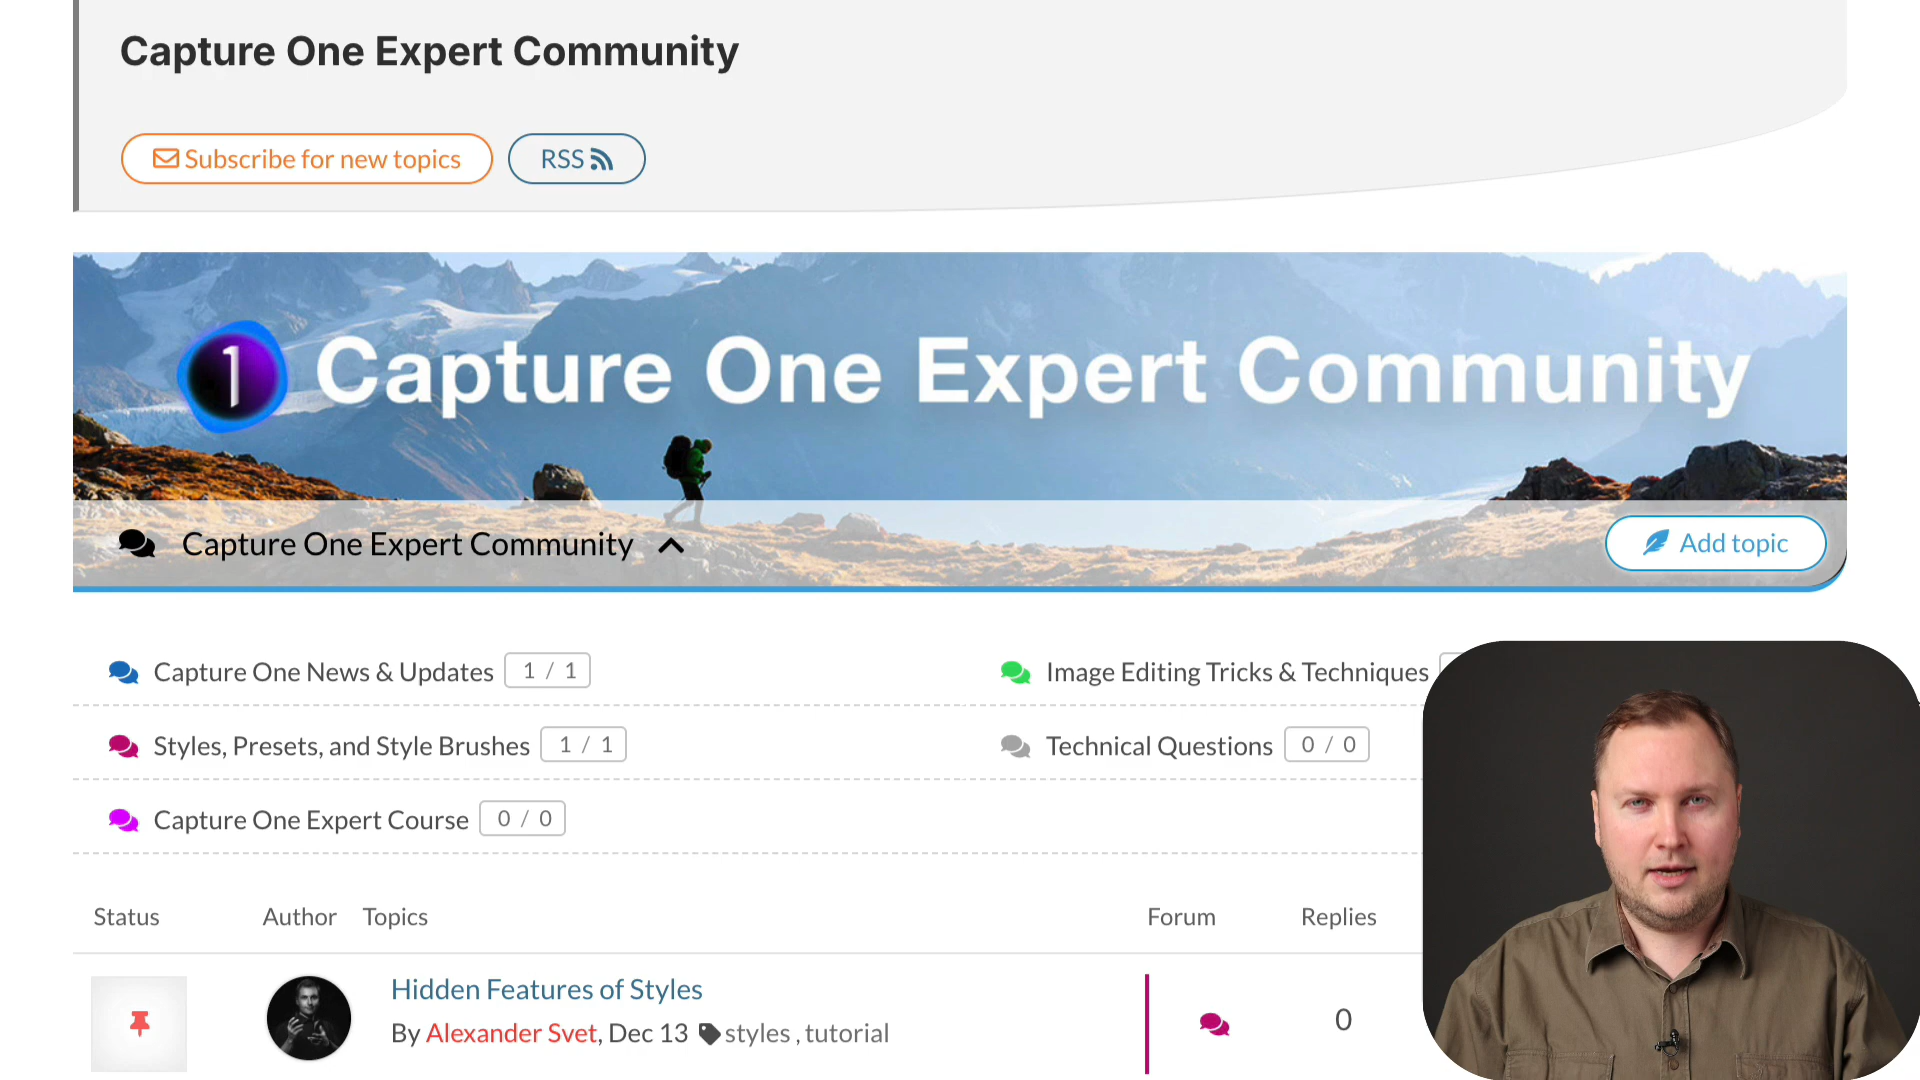 Capture One Expert Community
Subscribe for new topics
RSS
1 Capture One Expert Community
Capture One Expert Community
Add topic
Capture One News & Updates 1 / 1
Image Editing Tricks & Techniques
Styles, Presets, and Style Brushes 1 / 1
Technical Questions 0 / 0
Capture One Expert Course 0 / 0
Status Author Topics Forum Replies
Hidden Features of Styles
By Alexander Svet, Dec 13 styles , tutorial
0